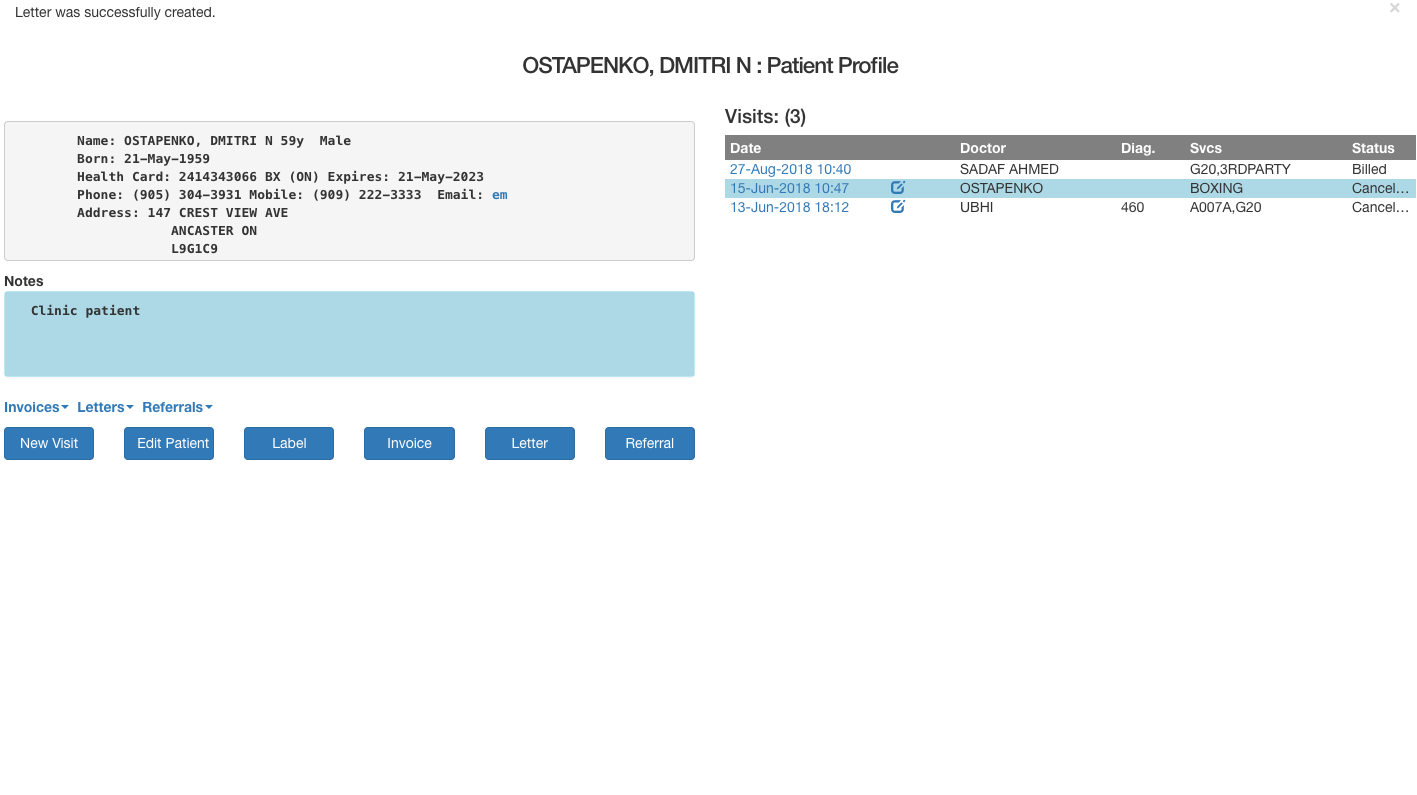 Letter was successfully created.
×
OSTAPENKO, DMITRI N : Patient Profile
Name: OSTAPENKO, DMITRI N 59y Male
Born: 21-May-1959
Health Card: 2414343066 BX (ON) Expires: 21-May-2023
Phone: (905) 304-3931 Mobile: (909) 222-3333 Email: em
Address: 147 CREST VIEW AVE
ANCASTER ON
L9G1C9
Notes
Clinic patient
Invoices Letters Referrals
New Visit Edit Patient Label Invoice Letter Referral
Visits: (3)
Date Doctor Diag. Svcs Status
27-Aug-2018 10:40 SADAF AHMED G20,3RDPARTY Billed
15-Jun-2018 10:47 OSTAPENKO BOXING Cancel…
13-Jun-2018 18:12 UBHI 460 A007A,G20 Cancel…